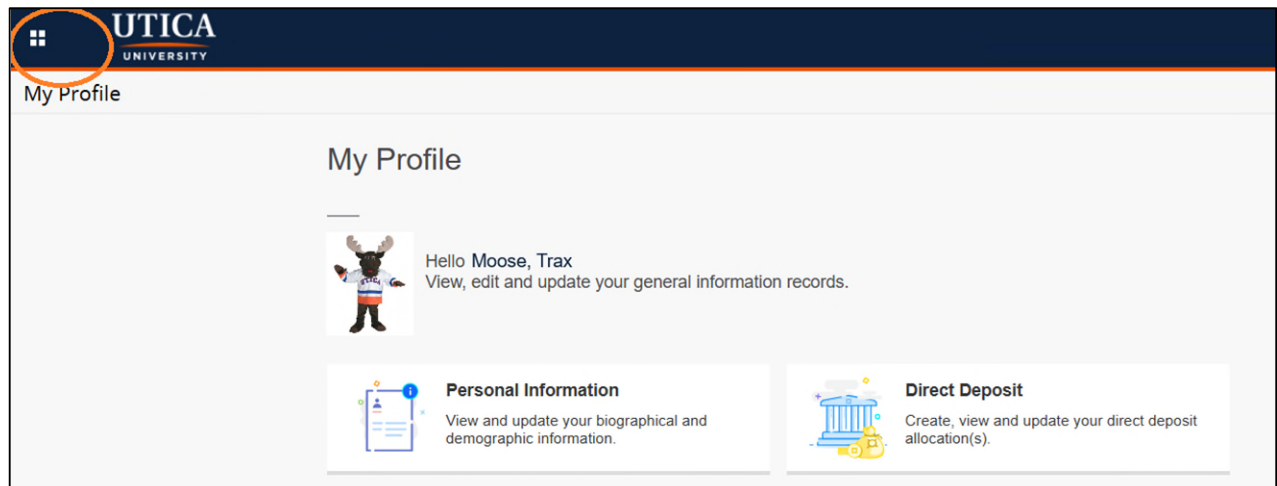 UTICA
UNIVERSITY
My Profile
My Profile
Hello Moose, Trax
View, edit and update your general information records.
UTICA
Personal Information
View and update your biographical and
demographic information.
Direct Deposit
Create, view and update your direct deposit
allocation(s).